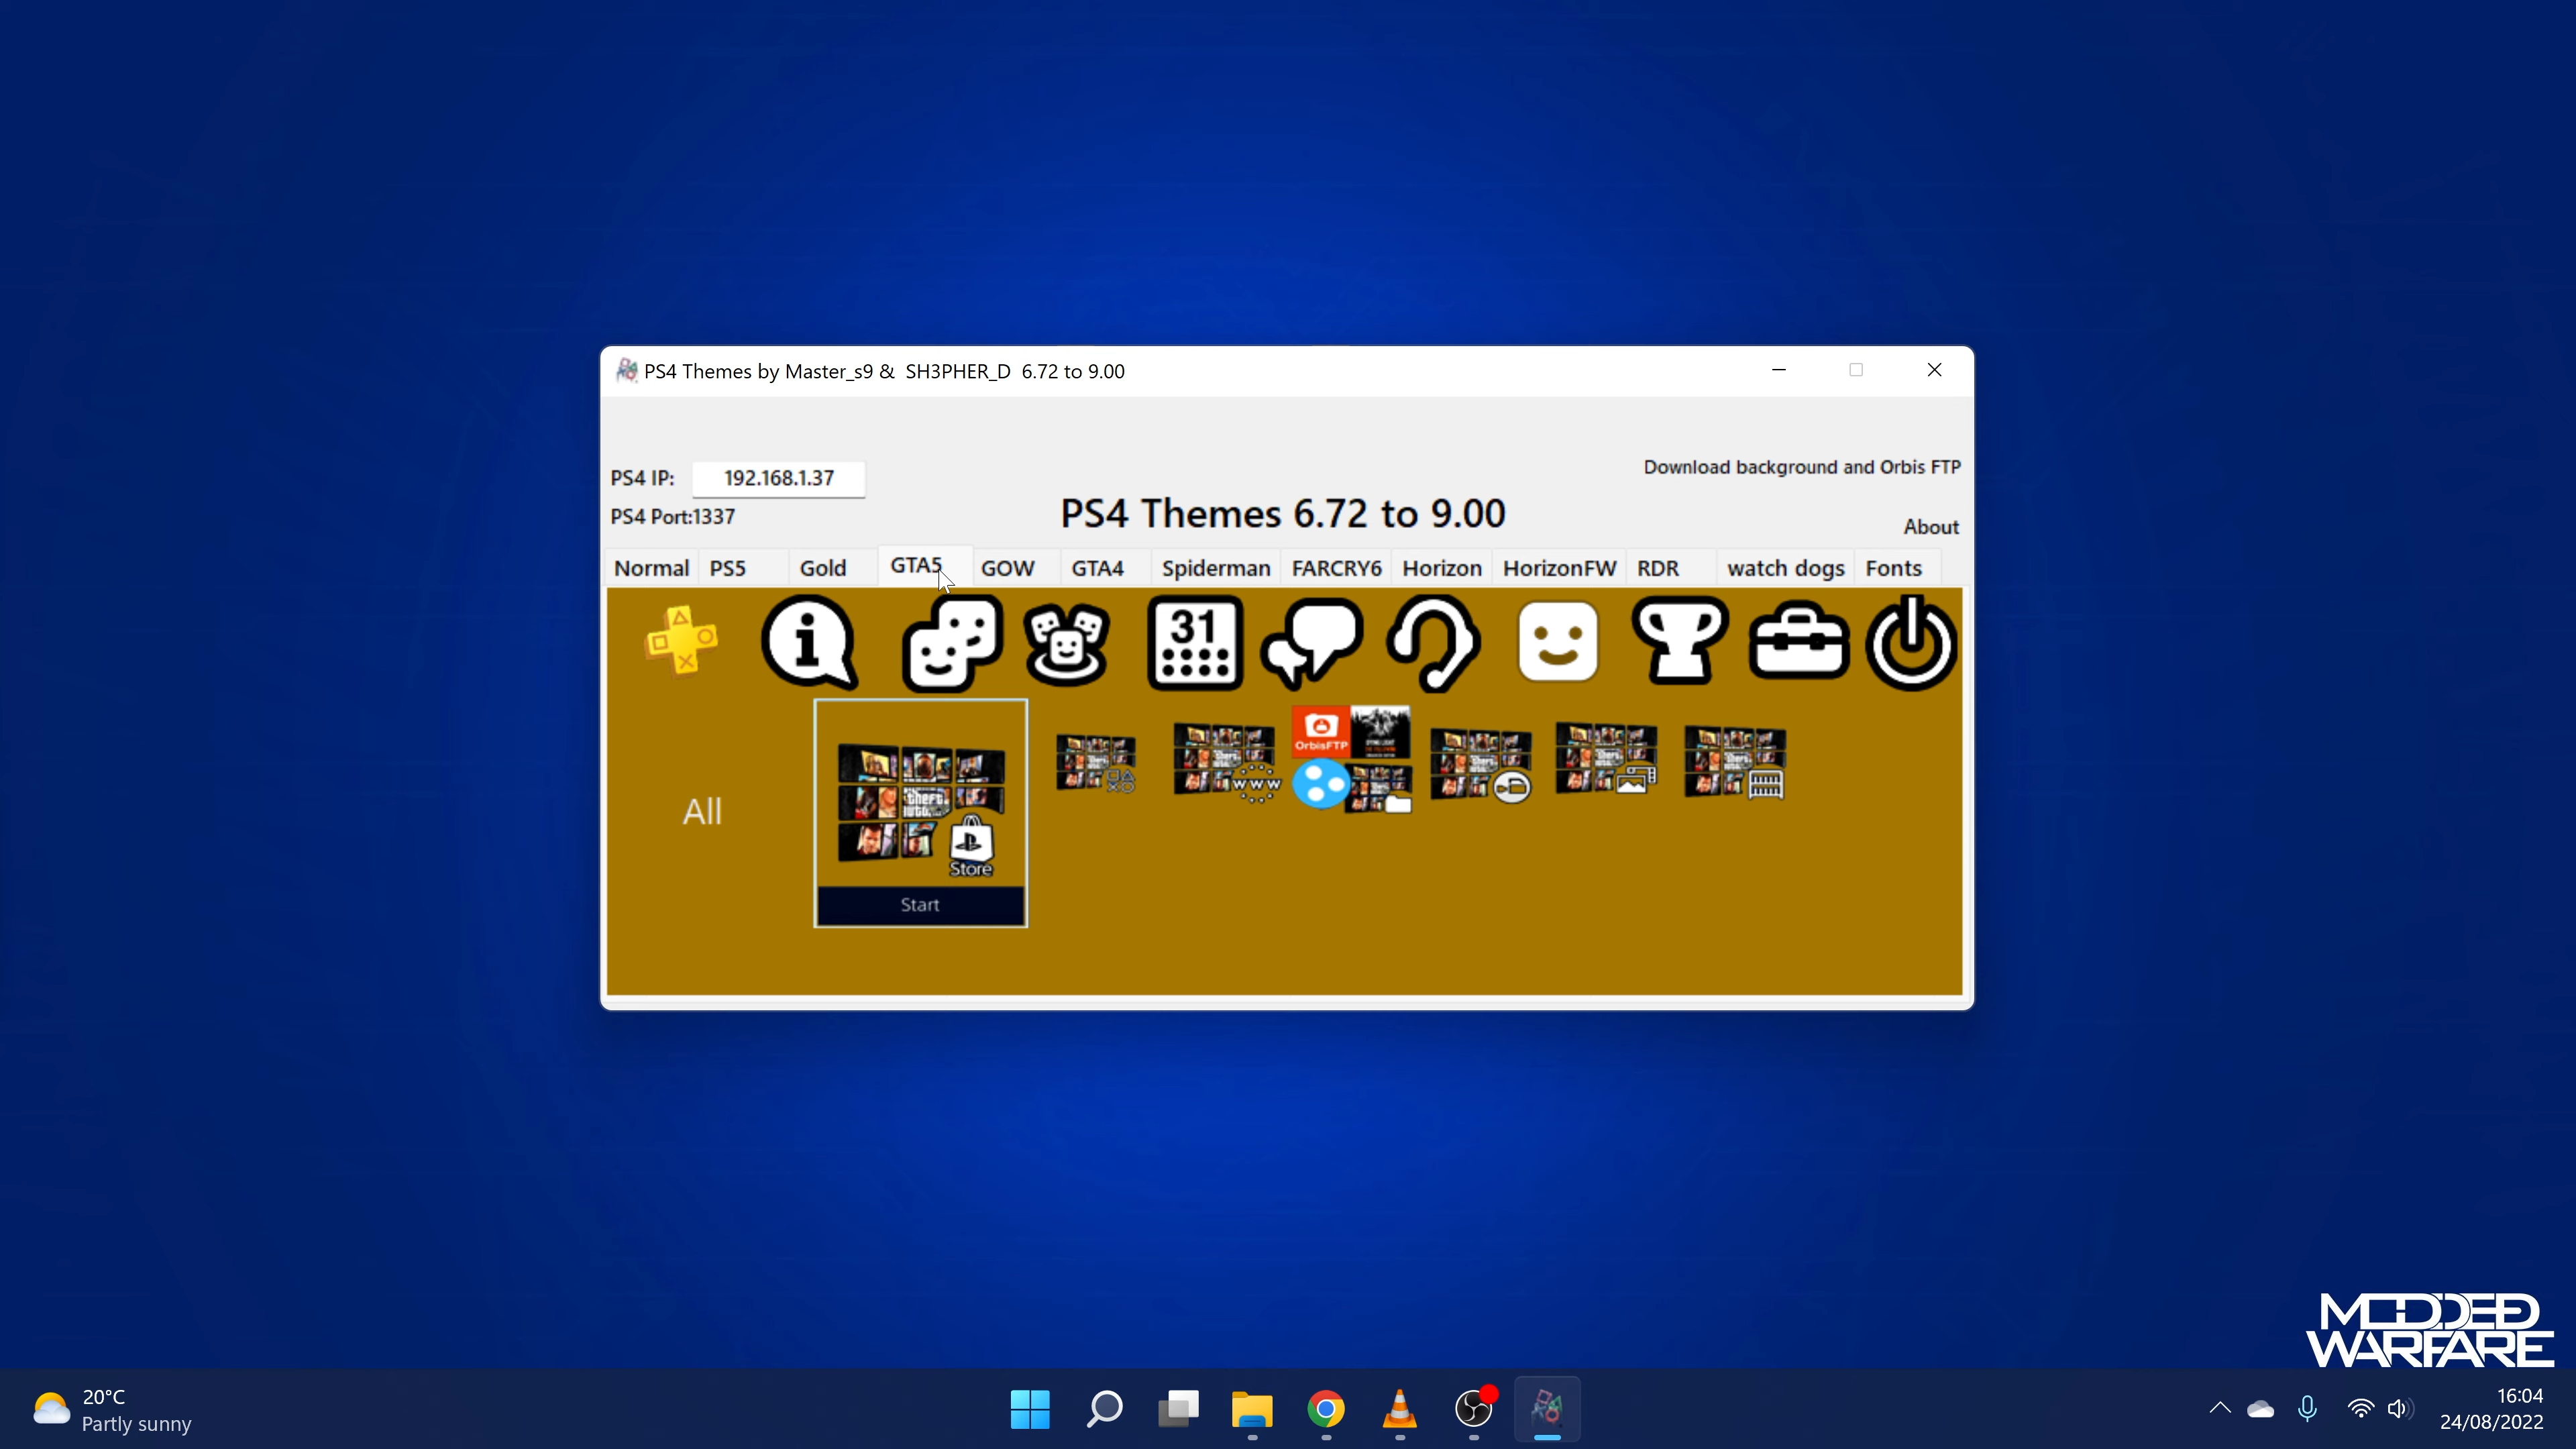 PS4 Themes by Master_s9 & SH3PHER_D 6.72 to 9.00
PS4 IP: 192.168.1.37
Download background and Orbis FTP
PS4 Port:1337
PS4 Themes 6.72 to 9.00
About
Normal PS5 Gold GTA5 GOW GTA4 Spiderman FARCRY6 Horizon HorizonFW RDR watch dogs Fonts
31
OrbisFTP
www
theft
All
Store
Start
MODDED
WARFARE
20°C
Partly sunny
16:04
24/08/2022